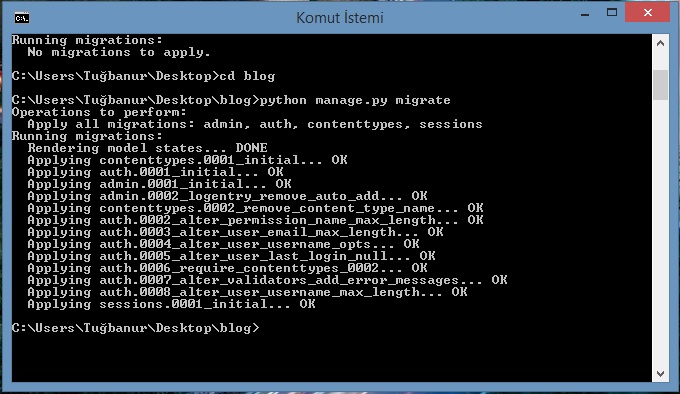 Komut İstemi
Running migrations:
  No migrations to apply.
C:\Users\Tuğbanur\Desktop>cd blog
C:\Users\Tuğbanur\Desktop\blog>python manage.py migrate
Operations to perform:
  Apply all migrations: admin, auth, contenttypes, sessions
Running migrations:
  Rendering model states... DONE
  Applying contenttypes.0001_initial... OK
  Applying auth.0001_initial... OK
  Applying admin.0001_initial... OK
  Applying admin.0002_logentry_remove_auto_add... OK
  Applying contenttypes.0002_remove_content_type_name... OK
  Applying auth.0002_alter_permission_name_max_length... OK
  Applying auth.0003_alter_user_email_max_length... OK
  Applying auth.0004_alter_user_username_opts... OK
  Applying auth.0005_alter_user_last_login_null... OK
  Applying auth.0006_require_contenttypes_0002... OK
  Applying auth.0007_alter_validators_add_error_messages... OK
  Applying auth.0008_alter_user_username_max_length... OK
  Applying sessions.0001_initial... OK
C:\Users\Tuğbanur\Desktop\blog>